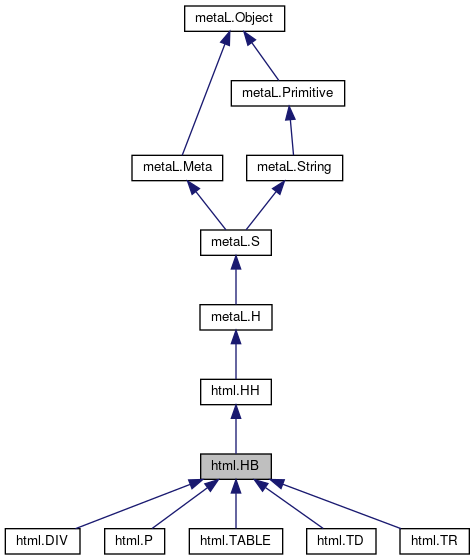 metaL.Object
metaL.Primitive
metaL.Meta
metaL.String
metaL.S
metaL.H
html.HH
html.HB
html.DIV
html.P
html.TABLE
html.TD
html.TR